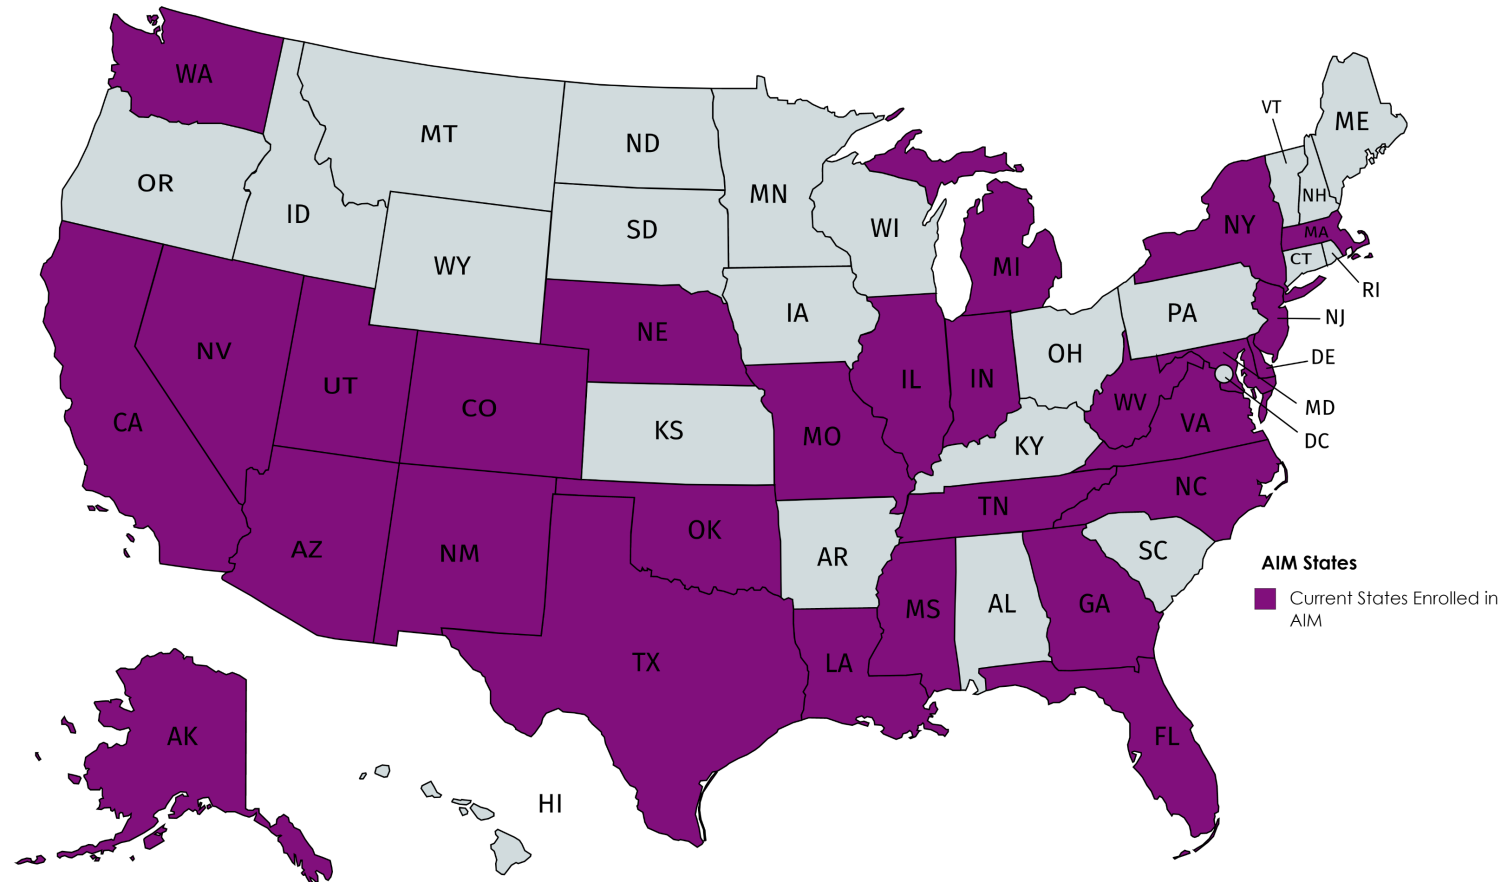 WA
VT
ME
MT
ND
OR
MN
ID
SD
WI
NH
NY
MA
WY
MI
CT
RI
IA
PA
NE
NJ
NV
OH
DE
UT
IL
IN
CO
WV
MD
CA
KS
MO
VA
DC
KY
NC
TN
OK
AZ
NM
AR
SC
AIM States
MS
AL
GA
Current States Enrolled in
AIM
TX
LA
AK
FL
HI